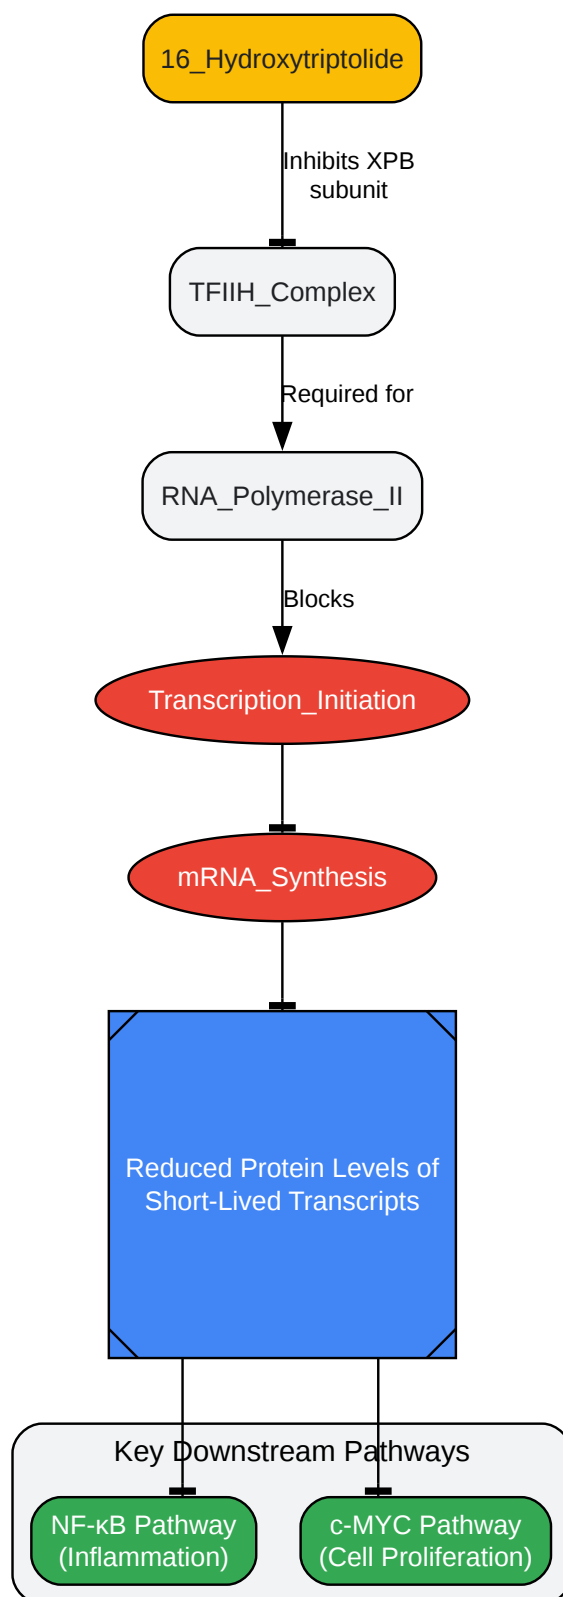 16_Hydroxytriptolide
Inhibits XPB
subunit
TFIIH_Complex
Required for
RNA_Polymerase_II
Blocks
Transcription_Initiation
mRNA_Synthesis
Reduced Protein Levels of
Short-Lived Transcripts
Key Downstream Pathways
NF-κB Pathway
(Inflammation)
c-MYC Pathway
(Cell Proliferation)